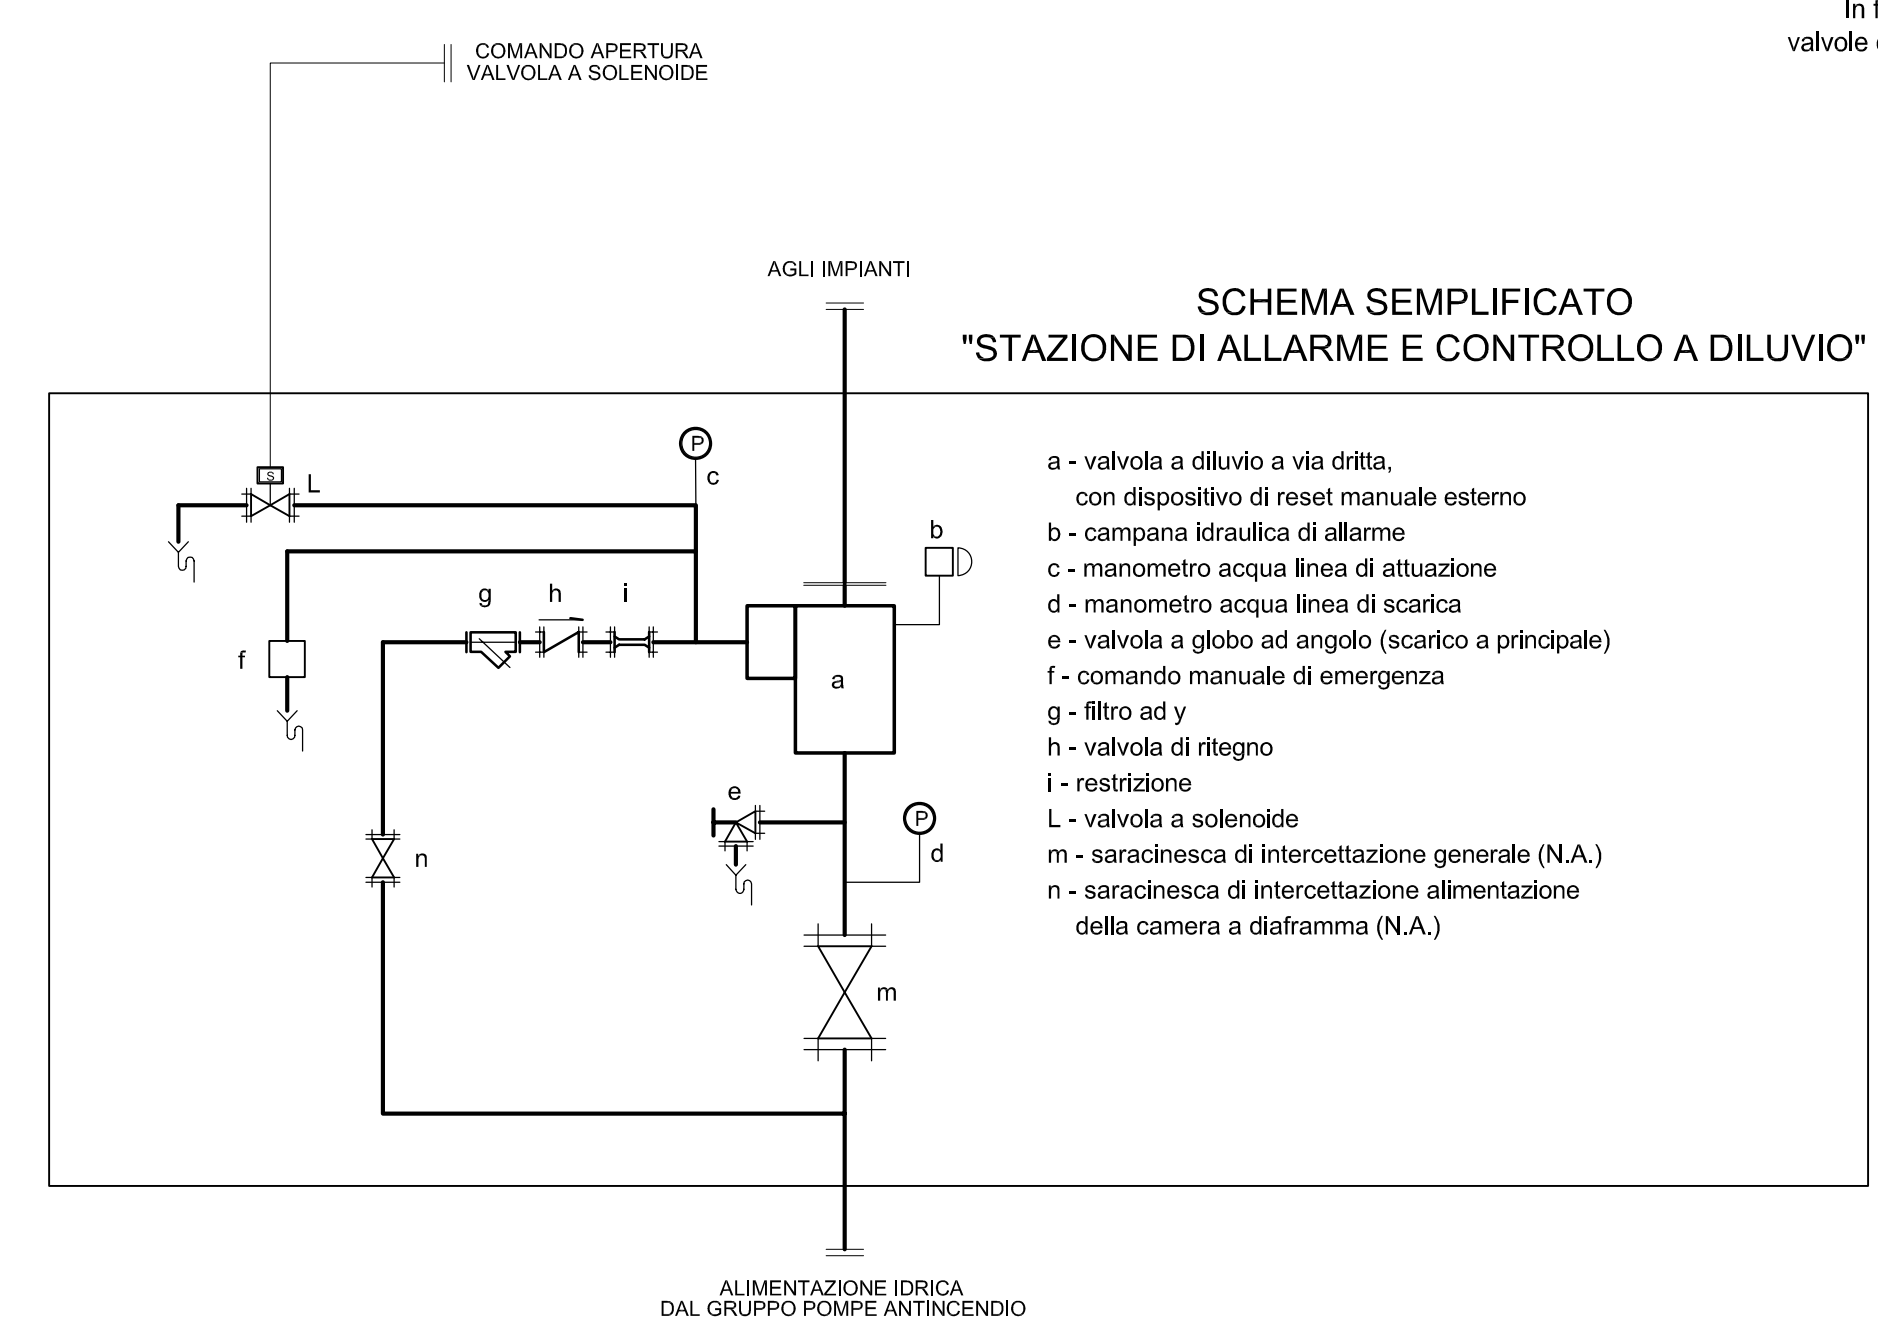 In f
valvole
COMANDO APERTURA
VALVOLA A SOLENOIDE
AGLI IMPIANTI
SCHEMA SEMPLIFICATO
"STAZIONE DI ALLARME E CONTROLLO A DILUVIO"
P
c
S
L
b
g
h
i
f
a
e
P
d
n
m
a - valvola a diluvio a via dritta,
con dispositivo di reset manuale esterno
b - campana idraulica di allarme
c - manometro acqua linea di attuazione
d - manometro acqua linea di scarica
e - valvola a globo ad angolo (scarico a principale)
f - comando manuale di emergenza
g - filtro ad y
h - valvola di ritegno
i - restrizione
L - valvola a solenoide
m - saracinesca di intercettazione generale (N.A.)
n - saracinesca di intercettazione alimentazione
della camera a diaframma (N.A.)
ALIMENTAZIONE IDRICA
DAL GRUPPO POMPE ANTINCENDIO